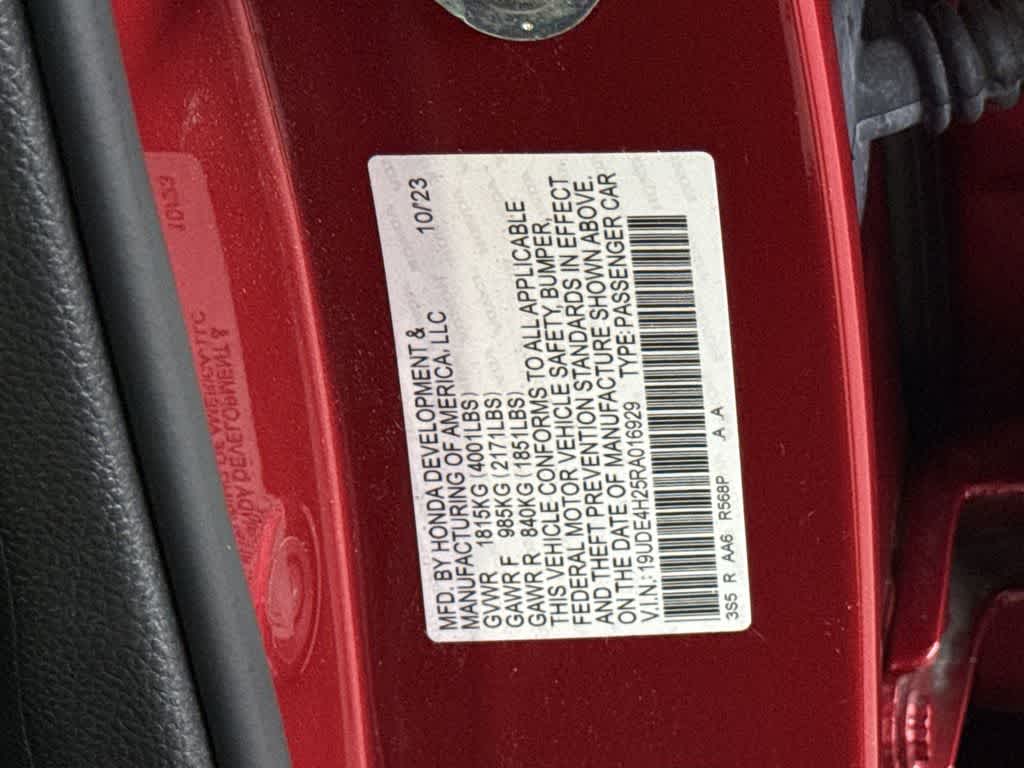 MFD. BY HONDA DEVELOPMENT & 10/23
MANUFACTURING OF AMERICA, LLC
GVWR 1815KG (4001LBS)
GAWR F 985KG (2171LBS)
GAWR R 840KG (1851LBS)
THIS VEHICLE CONFORMS TO ALL APPLICABLE
FEDERAL MOTOR VEHICLE SAFETY, BUMPER,
AND THEFT PREVENTION STANDARDS IN EFFECT
ON THE DATE OF MANUFACTURE SHOWN ABOVE.
V.I.N.: 19UDE4H25RA016929 TYPE: PASSENGER CAR
3S5 R AA6 R568P A A